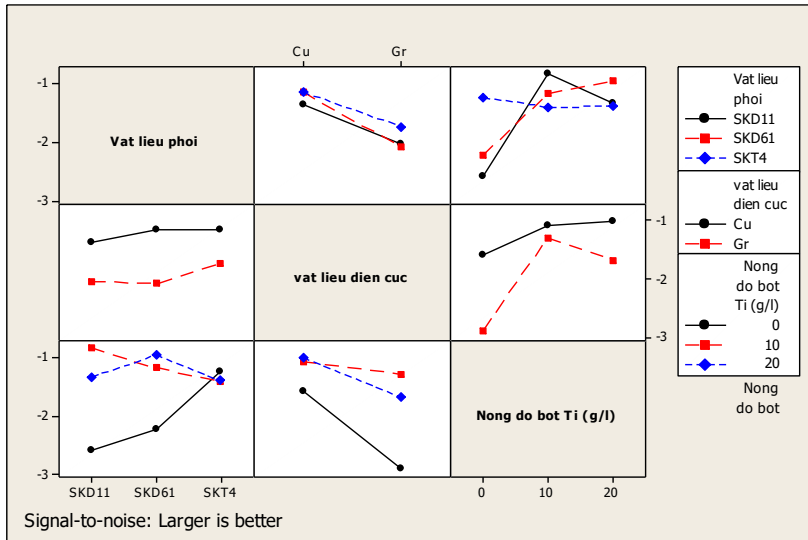 Cu Gr
-1
-2
-3
Vat lieu phoi
vat lieu dien cuc
-1
-2
-3
-1
-2
-3
Nong do bot Ti (g/l)
SKD11 SKD61 SKT4
0 10 20
Signal-to-noise: Larger is better
Vat lieu
phoi
SKD11
SKD61
SKT4
vat lieu
dien cuc
Cu
Gr
Nong
do bot
Ti (g/l)
0
10
20
Nong
do bot